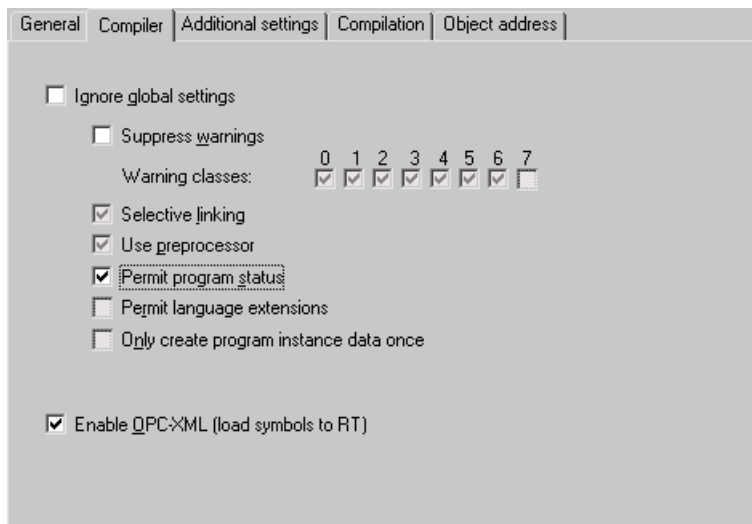 General Compiler Additional settings Compilation Object address
Ignore global settings
Suppress warnings
0 1 2 3 4 5 6 7
Warning classes:
Selective linking
Use preprocessor
Permit program status
Permit language extensions
Only create program instance data once
Enable OPC-XML (load symbols to RT)